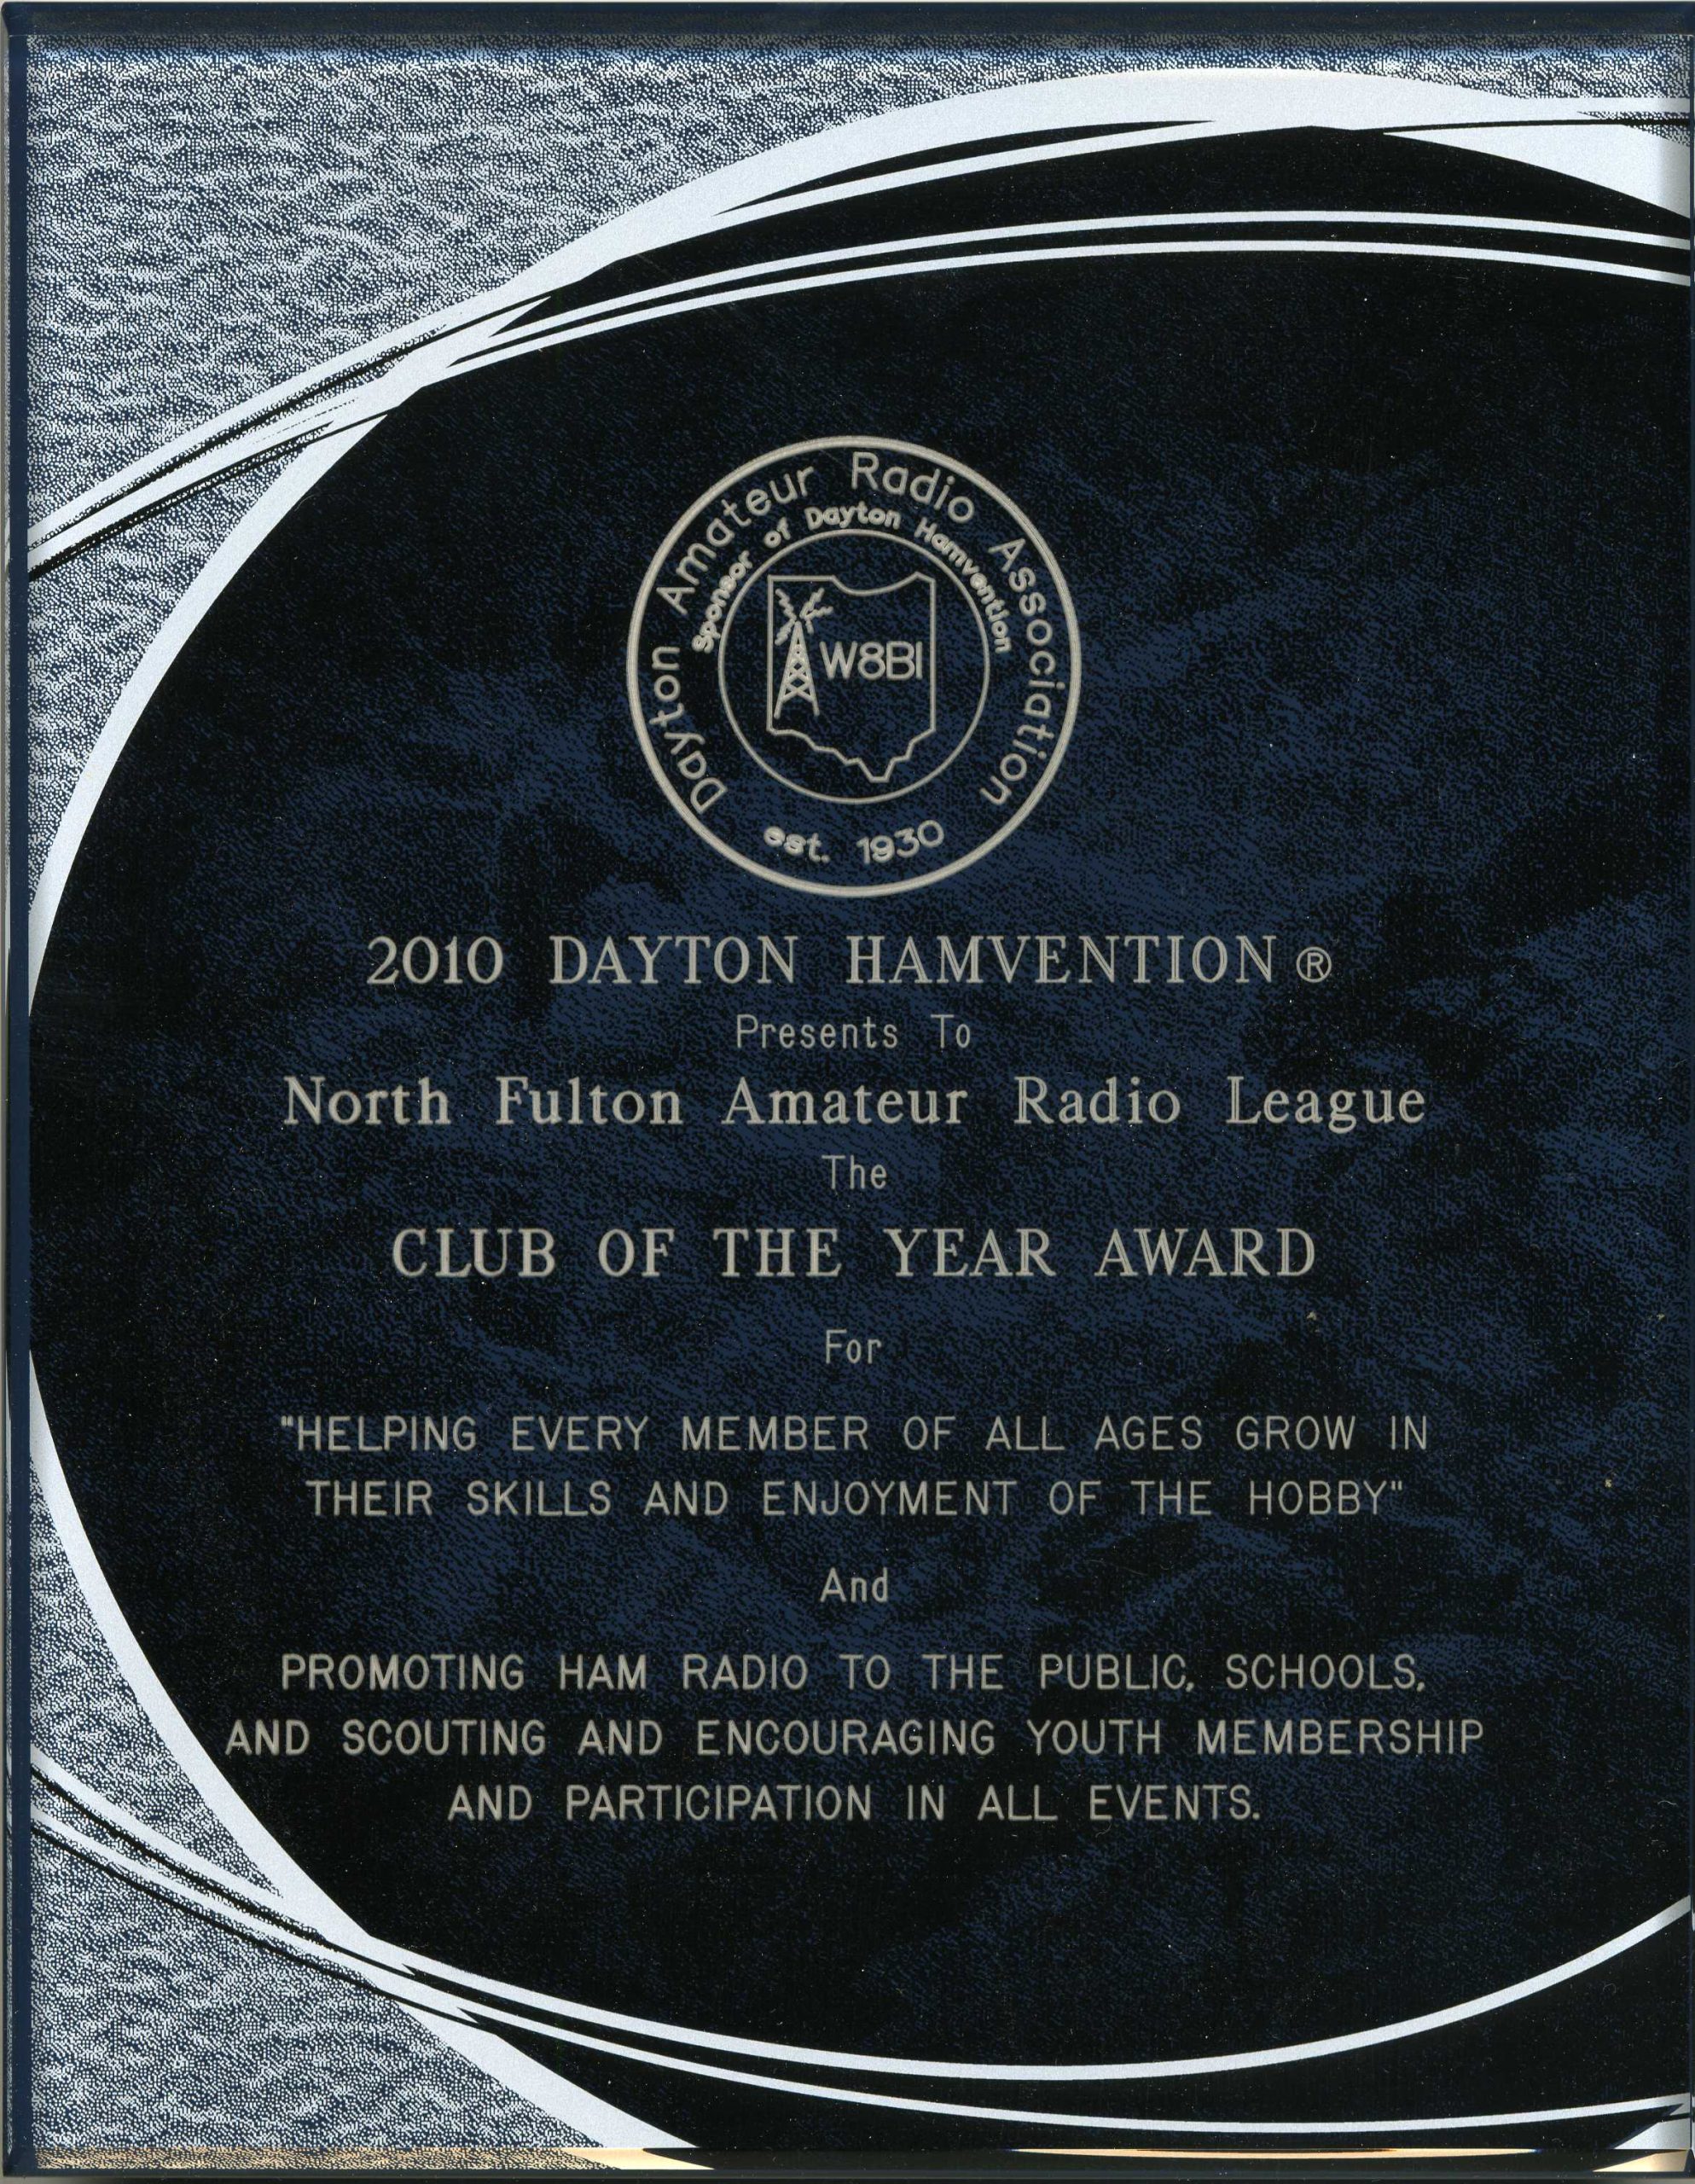 Dayton Amateur Radio Association
Sponsor of Dayton Hamvention
W8BI
est. 1930
2010 DAYTON HAMVENTION ®
Presents To
North Fulton Amateur Radio League
The
CLUB OF THE YEAR AWARD
For
"HELPING EVERY MEMBER OF ALL AGES GROW IN
THEIR SKILLS AND ENJOYMENT OF THE HOBBY"
And
PROMOTING HAM RADIO TO THE PUBLIC, SCHOOLS,
AND SCOUTING AND ENCOURAGING YOUTH MEMBERSHIP
AND PARTICIPATION IN ALL EVENTS.